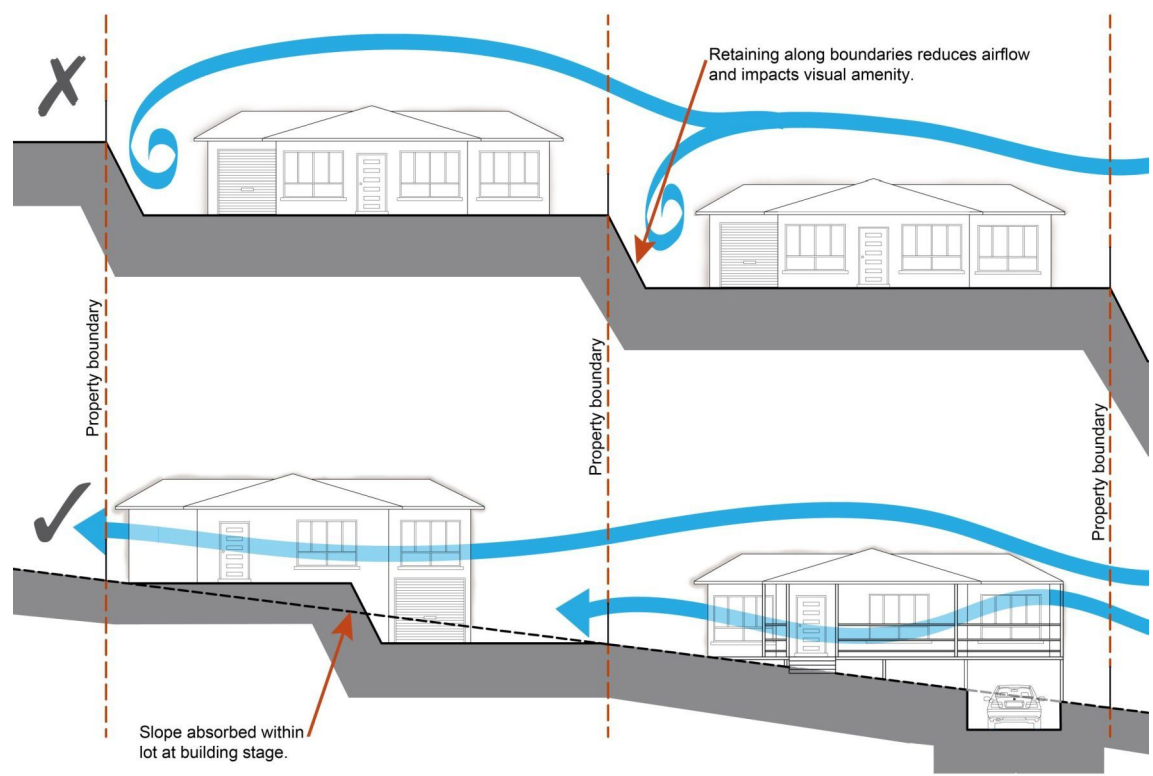 Retaining along boundaries reduces airflow
and impacts visual amenity.
Property boundary
Property boundary
Property boundary
Slope absorbed within
lot at building stage.